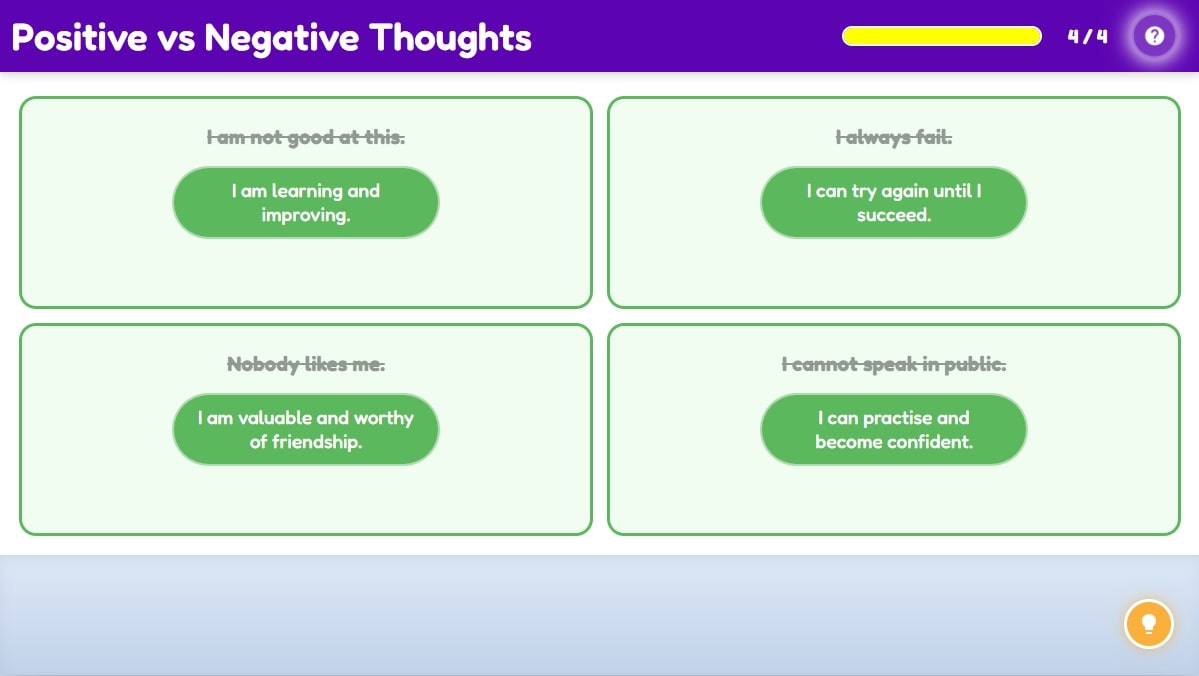 Positive vs Negative Thoughts
4 / 4
I am not good at this.
I am learning and
improving.
I always fail.
I can try again until I
succeed.
Nobody likes me.
I am valuable and worthy
of friendship.
I cannot speak in public.
I can practise and
become confident.